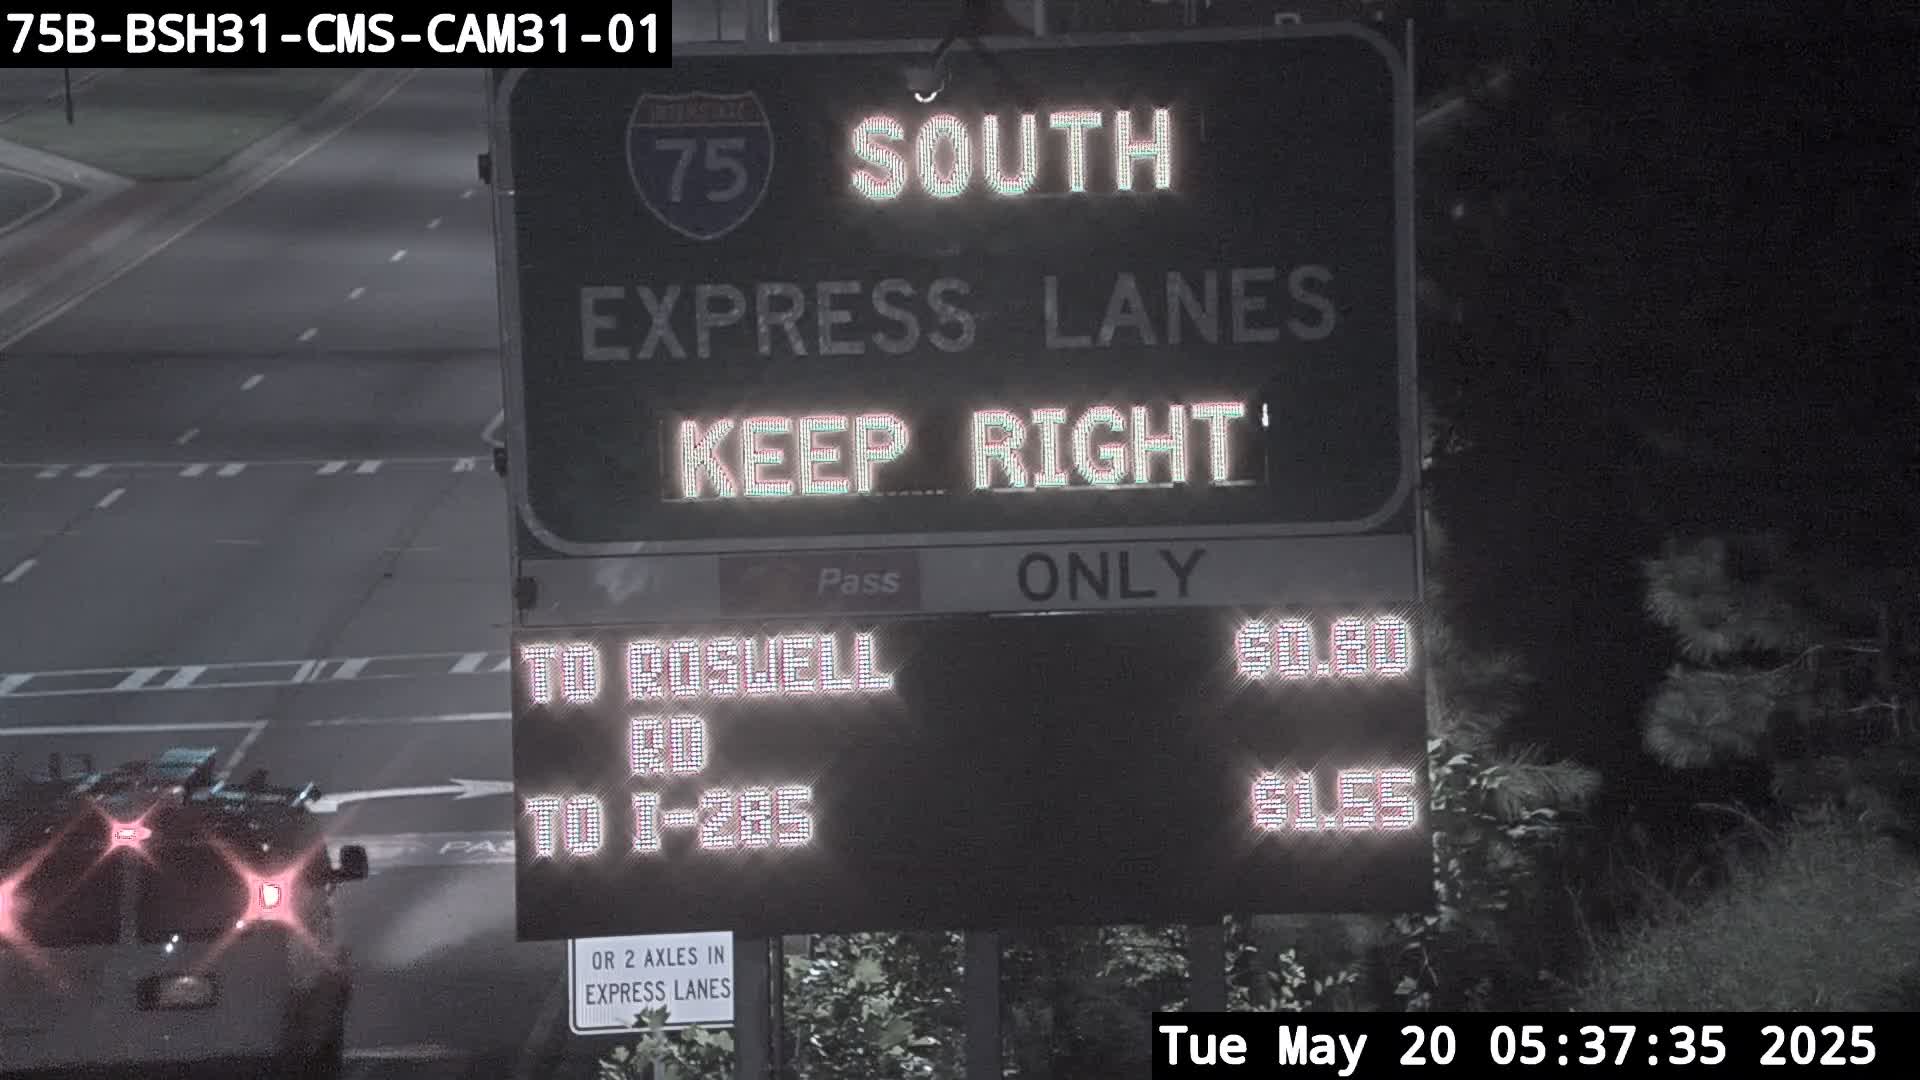 75B-BSH31-CMS-CAM31-01
INTERSTATE
75
SOUTH
EXPRESS LANES
KEEP RIGHT
Pass ONLY
TO ROSWELL $0.80
RD
TO I-285 $1.55
OR 2 AXLES IN
EXPRESS LANES
Tue May 20 05:37:35 2025